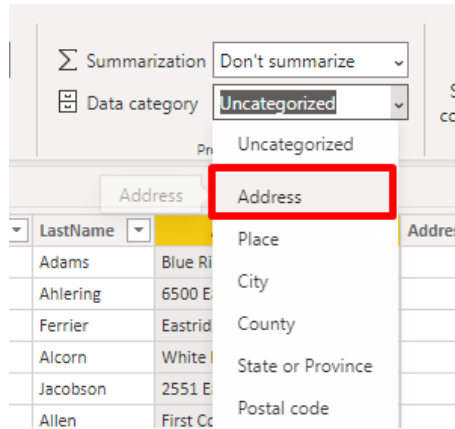 Summarization Don't summarize
Data category Uncategorized
Uncategorized
Address
Address
Place
City
County
State or Province
Postal code
LastName
Adams
Blue Ri
Ahlering
6500 E
Ferrier
Eastrid
Alcorn
White
Jacobson
2551 E
Allen
First Co
Addres